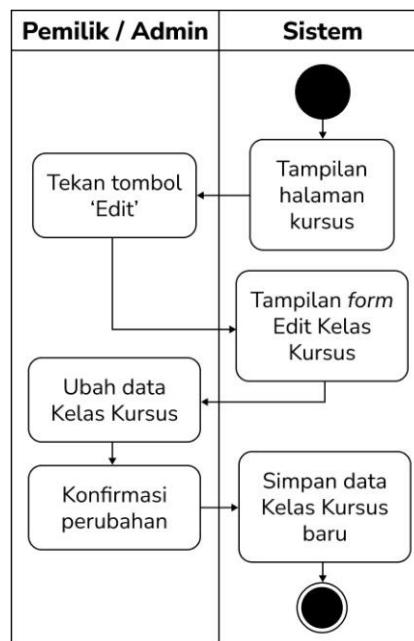 Pemilik / Admin
Sistem
Tampilan
halaman
kursus
Tekan tombol
‘Edit’
Tampilan form
Edit Kelas
Kursus
Ubah data
Kelas Kursus
Konfirmasi
perubahan
Simpan data
Kelas Kursus
baru